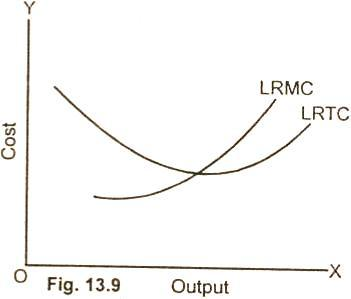 Y
LRMC
LRTC
Cost
O
X
Fig. 13.9
Output